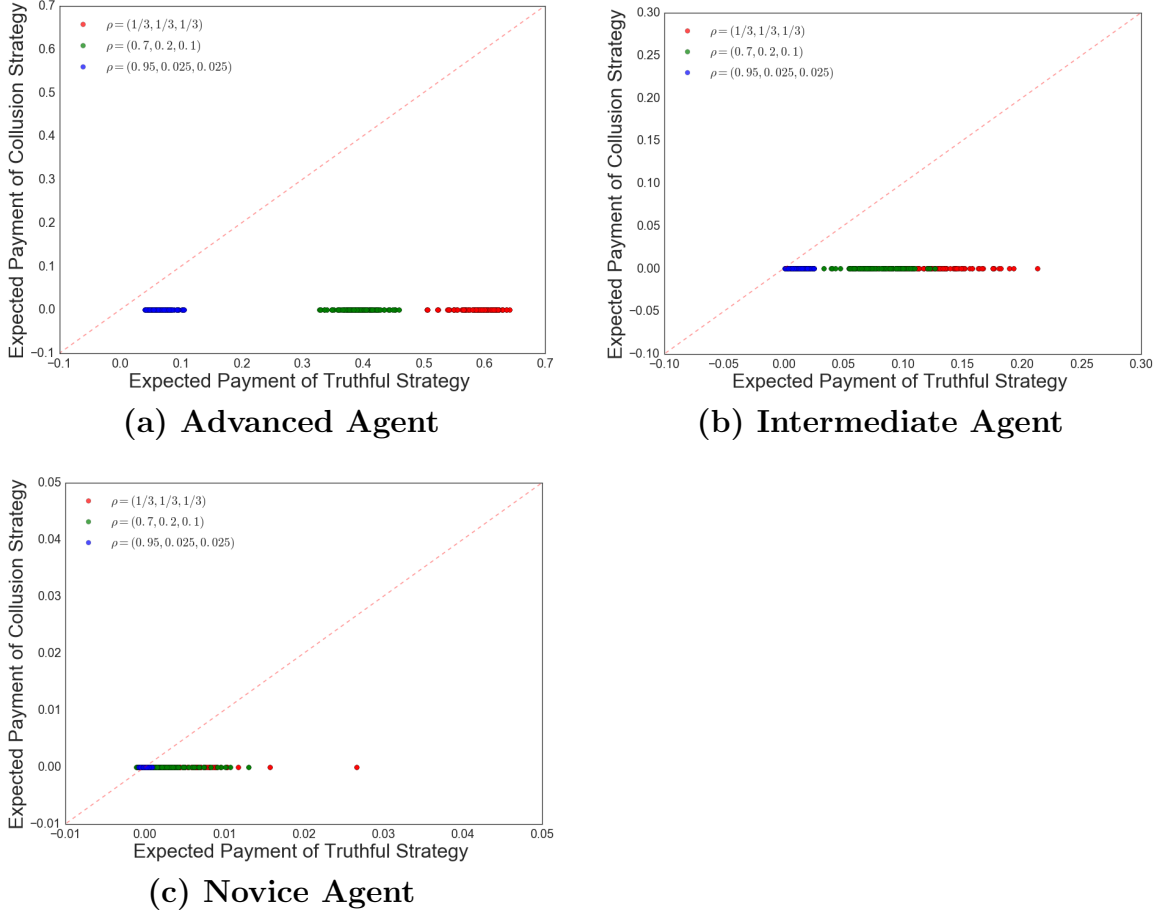 Expected Payment of Collusion Strategy
0.7
0.6
0.5
0.4
0.3
0.2
0.1
0.0
−0.1
ρ = (1/3, 1/3, 1/3)
ρ = (0.7, 0.2, 0.1)
ρ = (0.95, 0.025, 0.025)
−0.1 0.0 0.1 0.2 0.3 0.4 0.5 0.6 0.7
Expected Payment of Truthful Strategy
(a) Advanced Agent
Expected Payment of Collusion Strategy
0.30
0.25
0.20
0.15
0.10
0.05
0.00
−0.05
−0.10
ρ = (1/3, 1/3, 1/3)
ρ = (0.7, 0.2, 0.1)
ρ = (0.95, 0.025, 0.025)
−0.10 −0.05 0.00 0.05 0.10 0.15 0.20 0.25 0.30
Expected Payment of Truthful Strategy
(b) Intermediate Agent
Expected Payment of Collusion Strategy
0.05
0.04
0.03
0.02
0.01
0.00
−0.01
ρ = (1/3, 1/3, 1/3)
ρ = (0.7, 0.2, 0.1)
ρ = (0.95, 0.025, 0.025)
−0.01 0.00 0.01 0.02 0.03 0.04 0.05
Expected Payment of Truthful Strategy
(c) Novice Agent